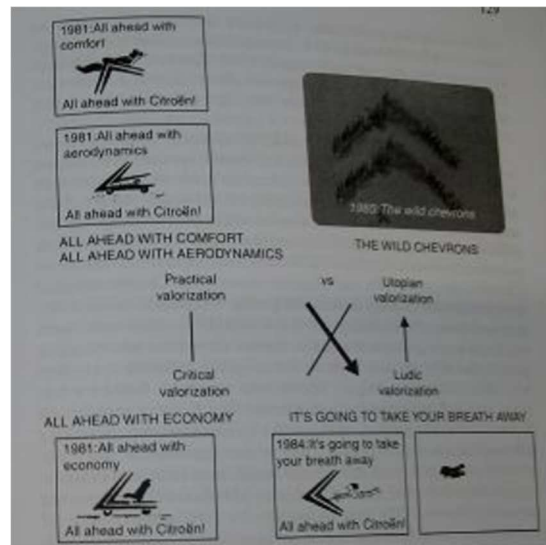 129
1981:All ahead with
comfort
All ahead with Citroën!
1981:All ahead with
aerodynamics
All ahead with Citroën!
1985:The wild chevrons
ALL AHEAD WITH COMFORT
ALL AHEAD WITH AERODYNAMICS
THE WILD CHEVRONS
Practical
valorization
vs
Utopian
valorization
Critical
valorization
Ludic
valorization
ALL AHEAD WITH ECONOMY
IT'S GOING TO TAKE YOUR BREATH AWAY
1981:All ahead with
economy
All ahead with Citroën!
1984:It's going to take
your breath away
All ahead with Citroën!